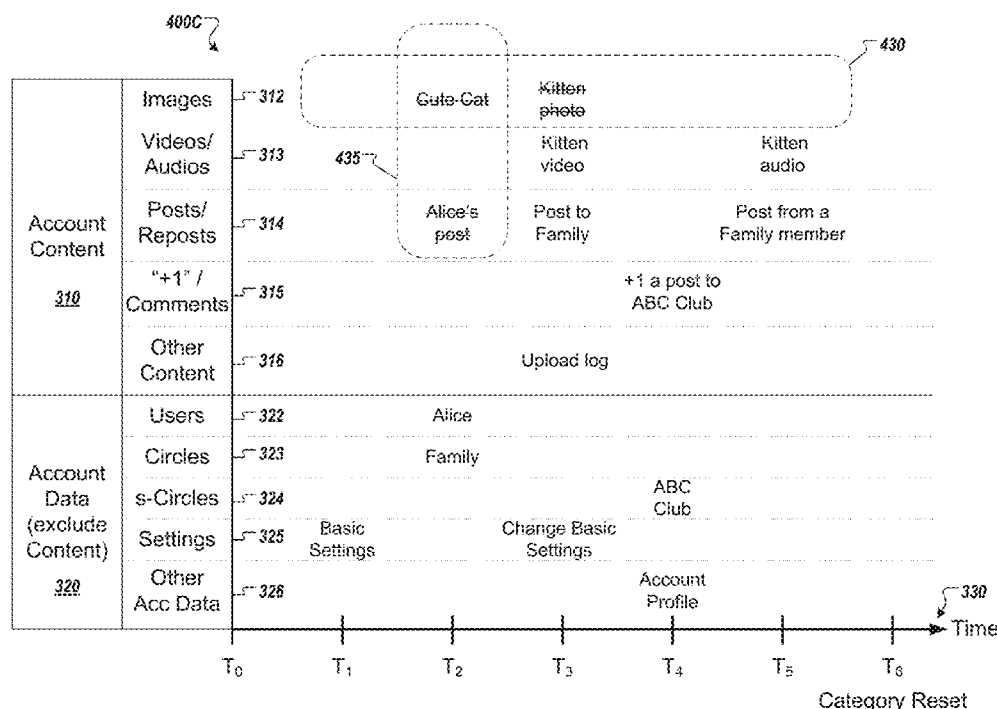 400C
430
Images
312
Cute Cat
Kitten
photo
Videos/
Audios
313
435
Kitten
video
Kitten
audio
Account
Content
310
Posts/
Reposts
314
Alice's
post
Post to
Family
Post from a
Family member
"+1" /
Comments
315
+1 a post to
ABC Club
Other
Content
316
Upload log
Account
Data
(exclude
Content)
320
Users
322
Alice
Circles
323
Family
s-Circles
324
ABC
Club
Settings
325
Basic
Settings
Change Basic
Settings
Other
Acc Data
326
Account
Profile
330
Time
T0 T1 T2 T3 T4 T5 T6
Category Reset